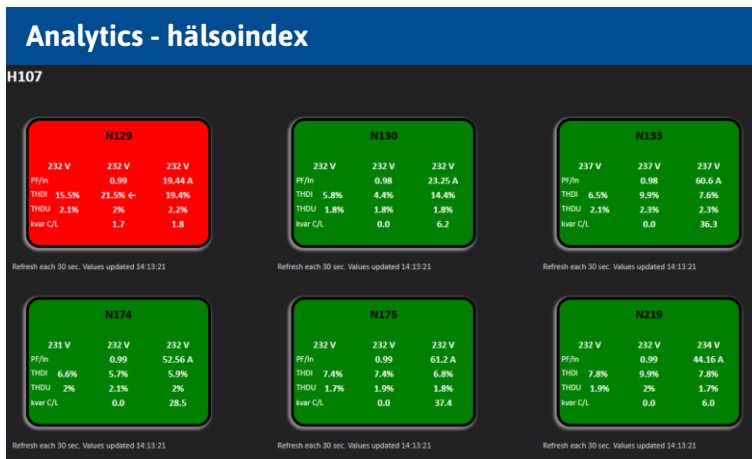 Analytics - hälsoindex
H107
N129
232 V 232 V 232 V
PF/In 0.99 19.44 A
THDI 15.5% 21.5% ← 19.4%
THDU 2.1% 2% 2.2%
kvar C/L 1.7 1.8
Refresh each 30 sec. Values updated 14:13:21
N130
232 V 232 V 232 V
PF/In 0.98 23.25 A
THDI 5.8% 4.4% 14.4%
THDU 1.8% 1.8% 1.8%
kvar C/L 0.0 6.2
Refresh each 30 sec. Values updated 14:13:21
N133
237 V 237 V 237 V
PF/In 0.98 60.6 A
THDI 6.5% 9.9% 7.6%
THDU 2.1% 2.3% 2.3%
kvar C/L 0.0 36.3
Refresh each 30 sec. Values updated 14:13:21
N174
231 V 232 V 232 V
PF/In 0.99 52.56 A
THDI 6.6% 5.7% 5.9%
THDU 2% 2.1% 2%
kvar C/L 0.0 28.5
Refresh each 30 sec. Values updated 14:13:21
N175
232 V 232 V 232 V
PF/In 0.99 61.2 A
THDI 7.4% 7.4% 6.8%
THDU 1.7% 1.9% 1.8%
kvar C/L 0.0 37.4
Refresh each 30 sec. Values updated 14:13:21
N219
232 V 232 V 234 V
PF/In 0.99 44.16 A
THDI 7.8% 9.9% 7.8%
THDU 1.9% 2% 1.7%
kvar C/L 0.0 6.0
Refresh each 30 sec. Values updated 14:13:21